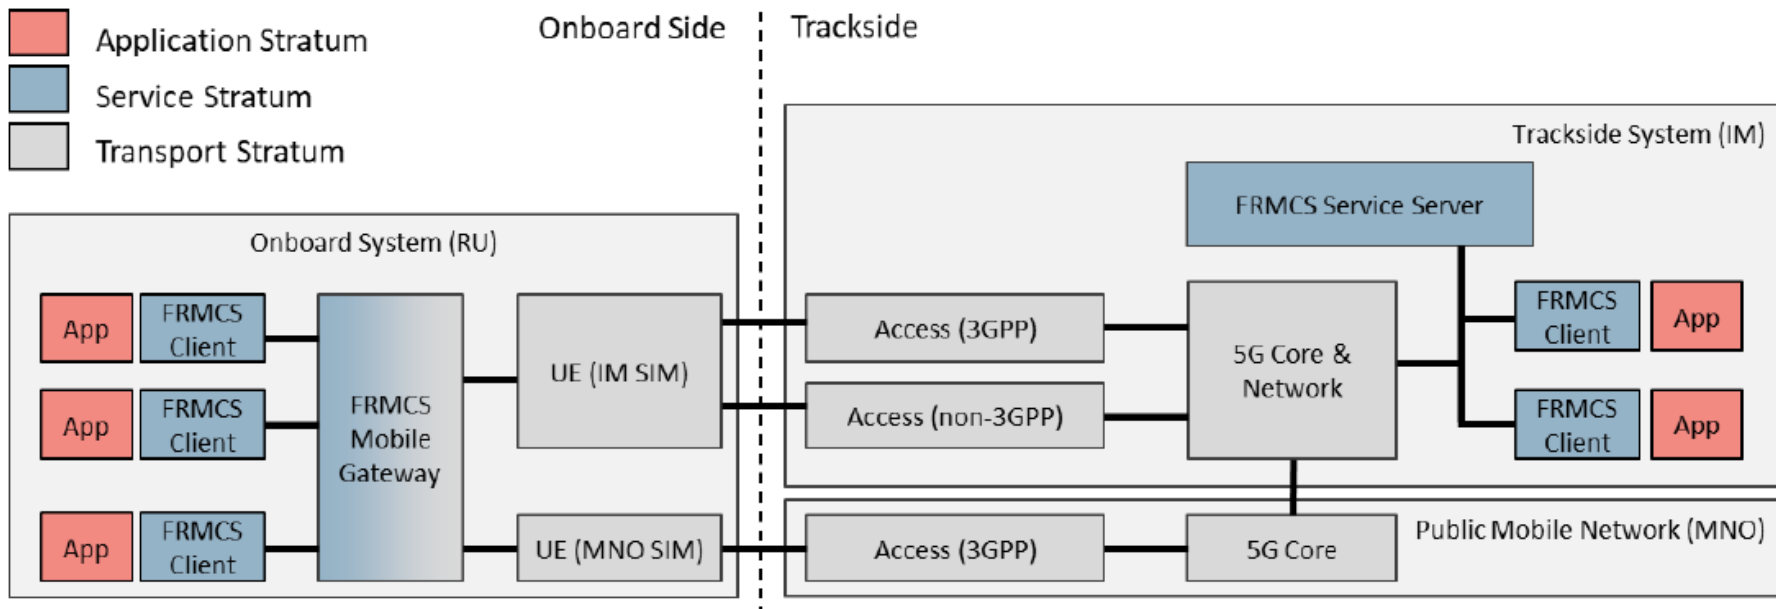 Application Stratum
Service Stratum
Transport Stratum
Onboard Side
Trackside
Onboard System (RU)
App
FRMCS
Client
App
FRMCS
Client
App
FRMCS
Client
FRMCS
Mobile
Gateway
UE (IM SIM)
UE (MNO SIM)
Trackside System (IM)
FRMCS Service Server
Access (3GPP)
Access (non-3GPP)
5G Core &
Network
FRMCS
Client
App
FRMCS
Client
App
Public Mobile Network (MNO)
Access (3GPP)
5G Core